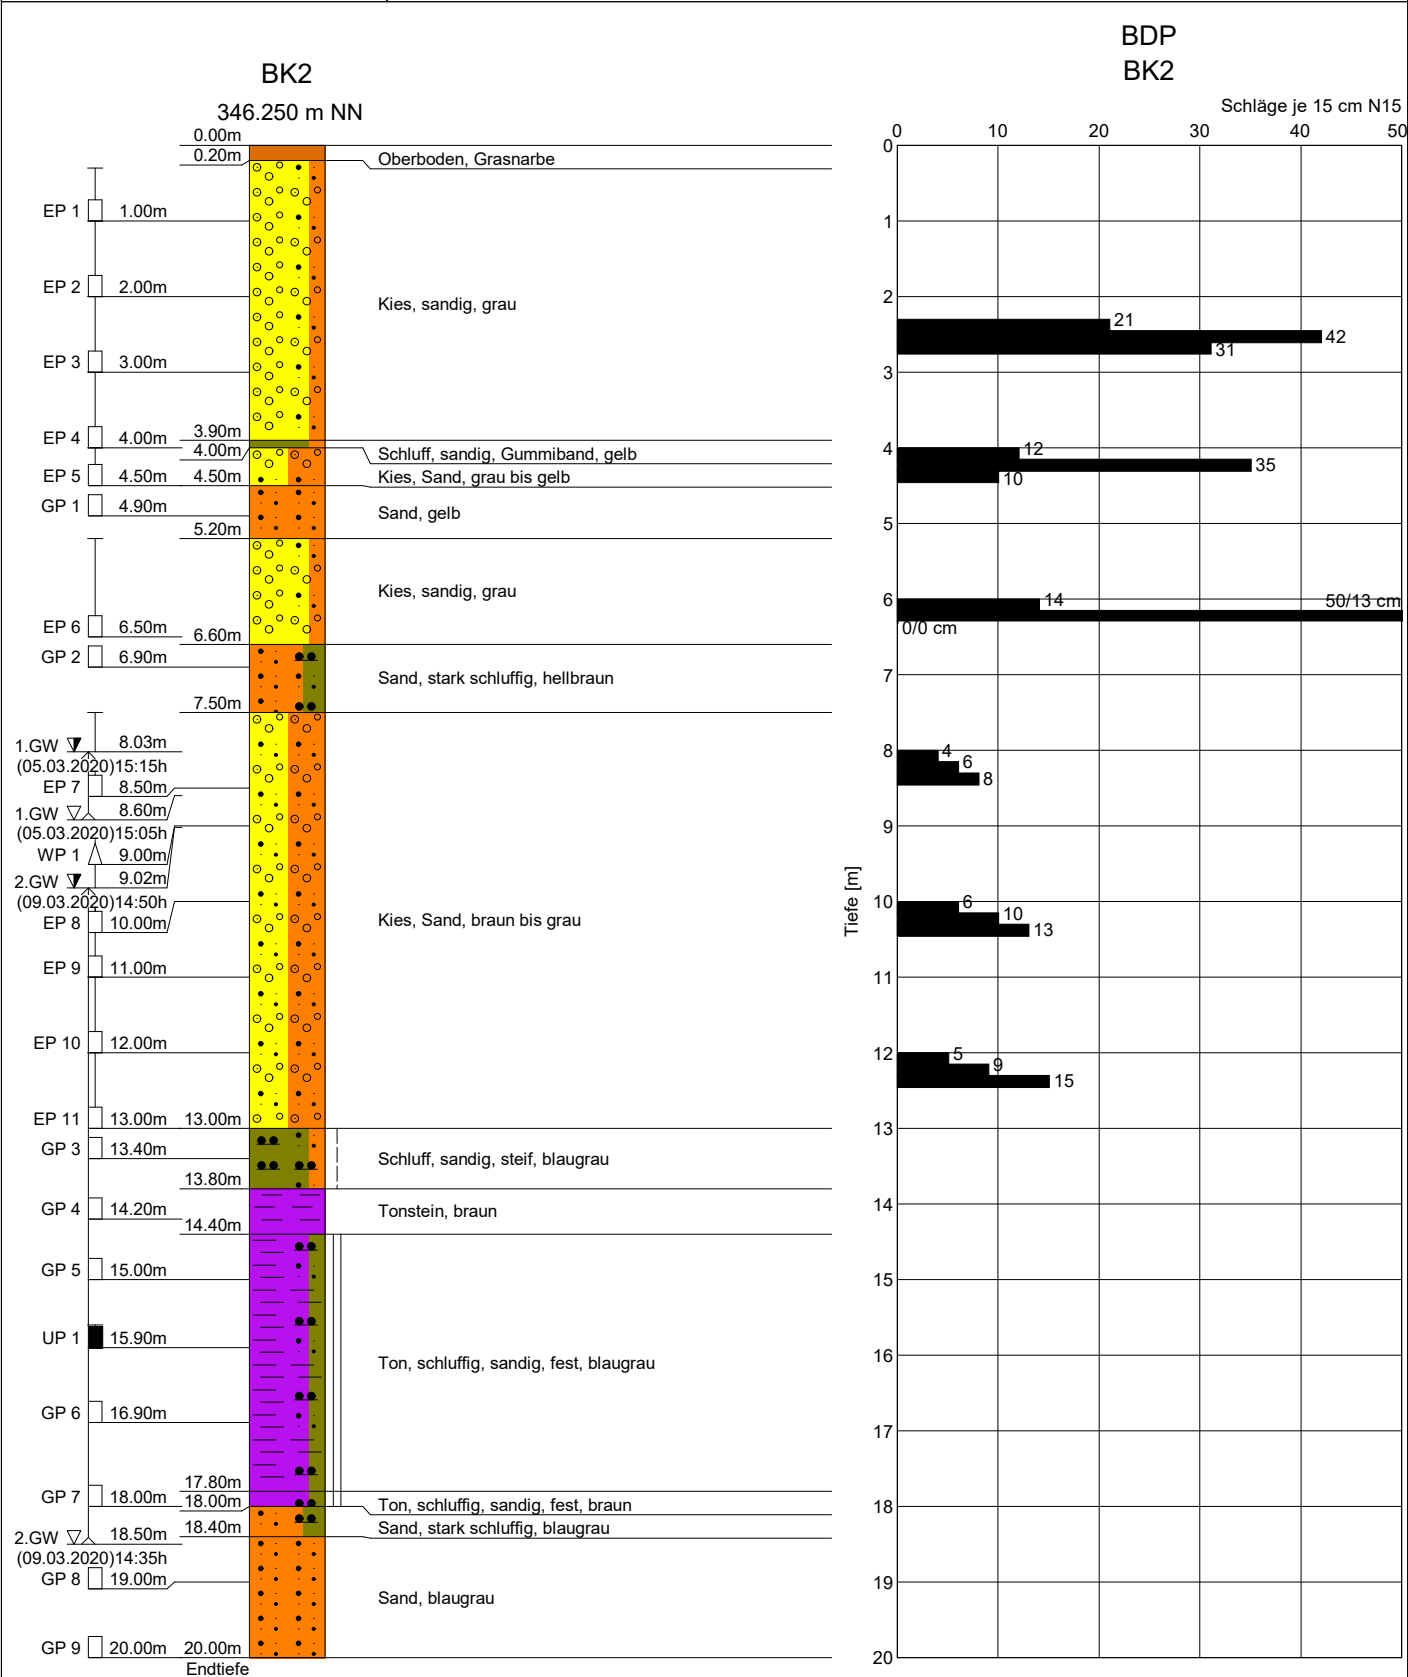 BDP
BK2
BK2
346.250 m NN
Schläge je 15 cm N15
0 10 20 30 40 50
0.00m
0.20m
Oberboden, Grasnarbe
EP 1 1.00m
EP 2 2.00m
Kies, sandig, grau
EP 3 3.00m
3.90m
EP 4 4.00m
4.00m
Schluff, sandig, Gummiband, gelb
EP 5 4.50m 4.50m
Kies, Sand, grau bis gelb
GP 1 4.90m
Sand, gelb
5.20m
Kies, sandig, grau
EP 6 6.50m
6.60m
GP 2 6.90m
Sand, stark schluffig, hellbraun
7.50m
1.GW 8.03m
(05.03.2020)15:15h
EP 7 8.50m
1.GW 8.60m
(05.03.2020)15:05h
WP 1 9.00m
2.GW 9.02m
(09.03.2020)14:50h
EP 8 10.00m
Kies, Sand, braun bis grau
EP 9 11.00m
EP 10 12.00m
EP 11 13.00m 13.00m
GP 3 13.40m
Schluff, sandig, steif, blaugrau
13.80m
GP 4 14.20m
Tonstein, braun
14.40m
GP 5 15.00m
UP 1 15.90m
Ton, schluffig, sandig, fest, blaugrau
GP 6 16.90m
17.80m
GP 7 18.00m
18.00m
Ton, schluffig, sandig, fest, braun
2.GW 18.50m
18.40m
Sand, stark schluffig, blaugrau
(09.03.2020)14:35h
GP 8 19.00m
Sand, blaugrau
GP 9 20.00m 20.00m
Endtiefe
Tiefe [m]
0
1
2
21
42
31
3
4
12
35
10
5
6
14
50/13 cm
0/0 cm
7
8
4
6
8
9
10
6
10
13
11
12
5
9
15
13
14
15
16
17
18
19
20